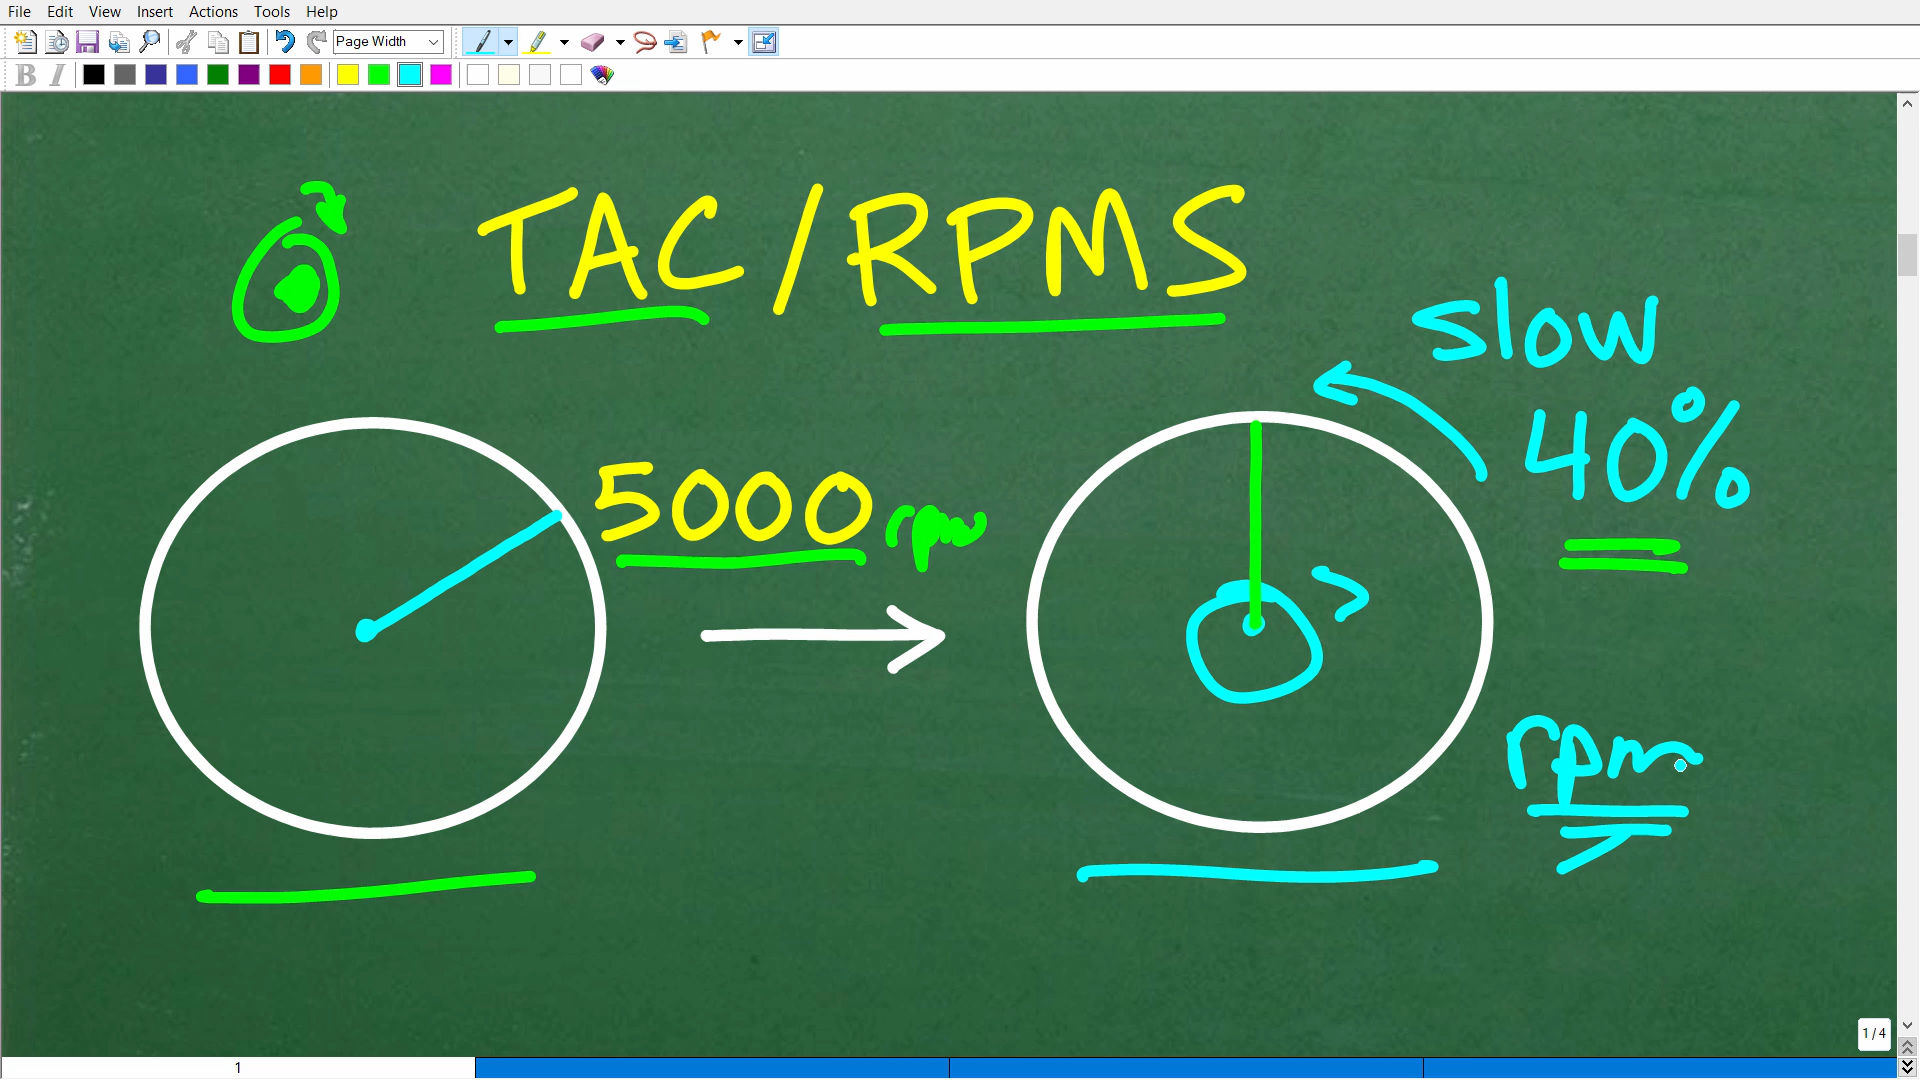 File Edit View Insert Actions Tools Help
Page Width
B I
TAC/RPMS
slow
40%
5000 rpm
rpm
1 / 4
1